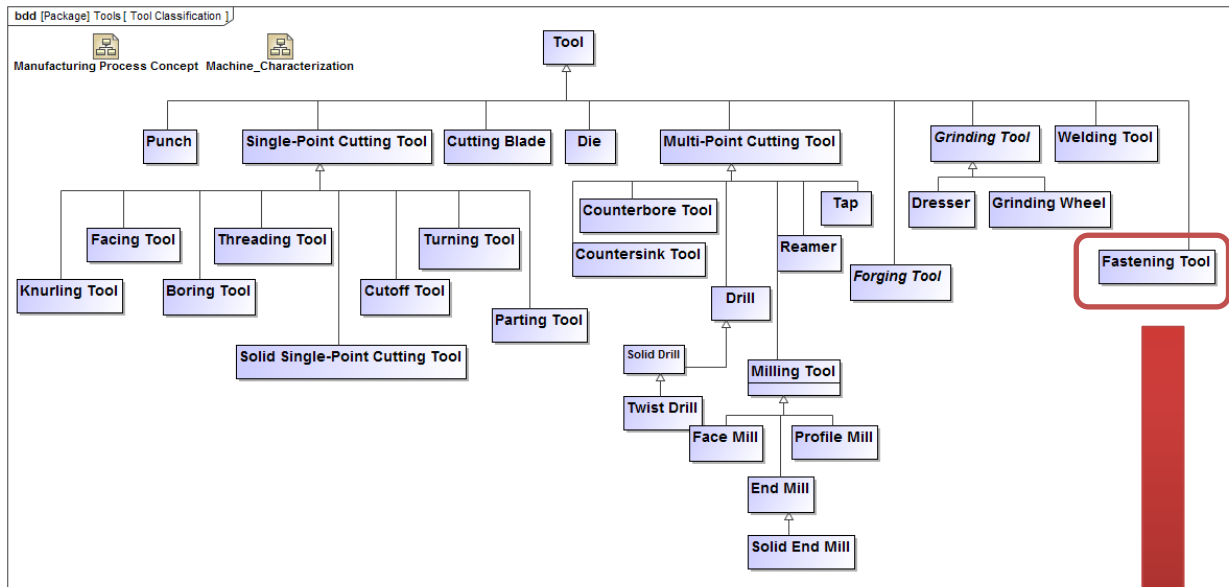 bdd [Package] Tools [ Tool Classification ]
Manufacturing Process Concept
Machine_Characterization
Tool
Punch
Single-Point Cutting Tool
Cutting Blade
Die
Multi-Point Cutting Tool
Grinding Tool
Welding Tool
Facing Tool
Threading Tool
Turning Tool
Counterbore Tool
Tap
Dresser
Grinding Wheel
Countersink Tool
Reamer
Fastening Tool
Knurling Tool
Boring Tool
Cutoff Tool
Forging Tool
Parting Tool
Drill
Solid Single-Point Cutting Tool
Solid Drill
Milling Tool
Twist Drill
Face Mill
Profile Mill
End Mill
Solid End Mill